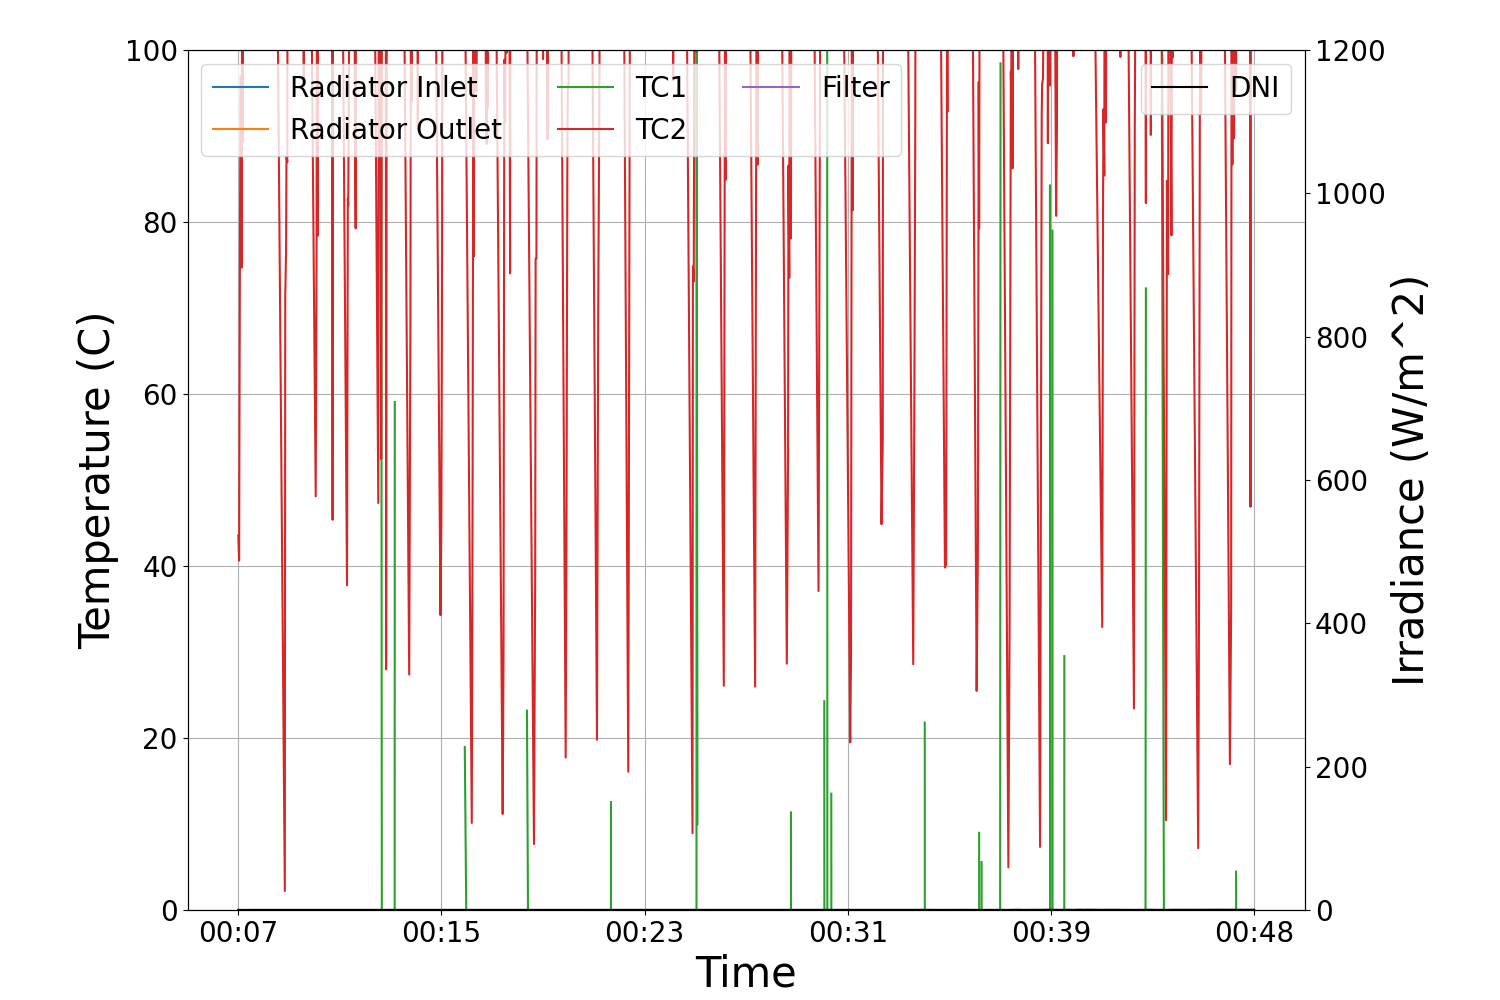 Radiator Inlet
Radiator Outlet
TC1
TC2
Filter
DNI
Temperature (C)
100
80
60
40
20
0
1200
1000
800
600
400
200
0
Irradiance (W/m^2)
00:07 00:15 00:23 00:31 00:39 00:48
Time